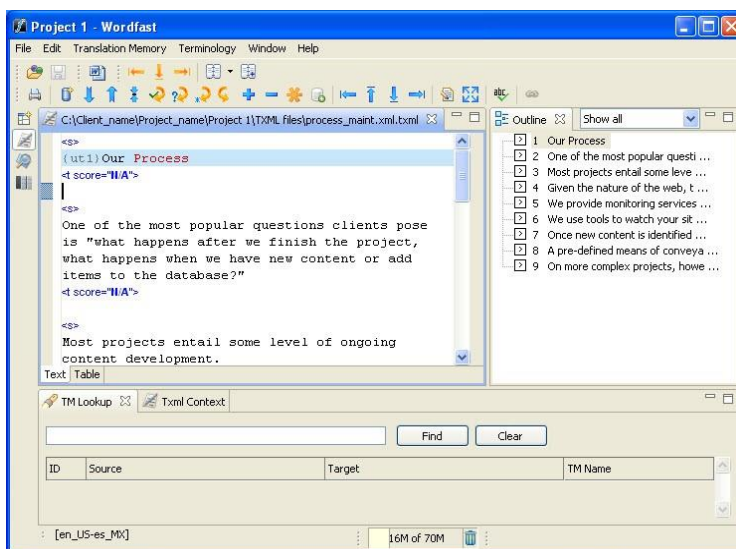 Project 1 - Wordfast
File Edit Translation Memory Terminology Window Help
abc
C:\Client_name\Project_name\Project 1\TXML files\process_maint.xml.txml
<s>
{ut1}Our Process
<t score="N/A">
<s>
One of the most popular questions clients pose
is "what happens after we finish the project,
what happens when we have new content or add
items to the database?"
<t score="N/A">
<s>
Most projects entail some level of ongoing
content development.
Text Table
Outline Show all
1 Our Process
2 One of the most popular questi ...
3 Most projects entail some leve ...
4 Given the nature of the web, t ...
5 We provide monitoring services ...
6 We use tools to watch your sit ...
7 Once new content is identified ...
8 A pre-defined means of conveya ...
9 On more complex projects, howe ...
TM Lookup Txml Context
Find Clear
ID Source Target TM Name
[en_US-es_MX] 16M of 70M